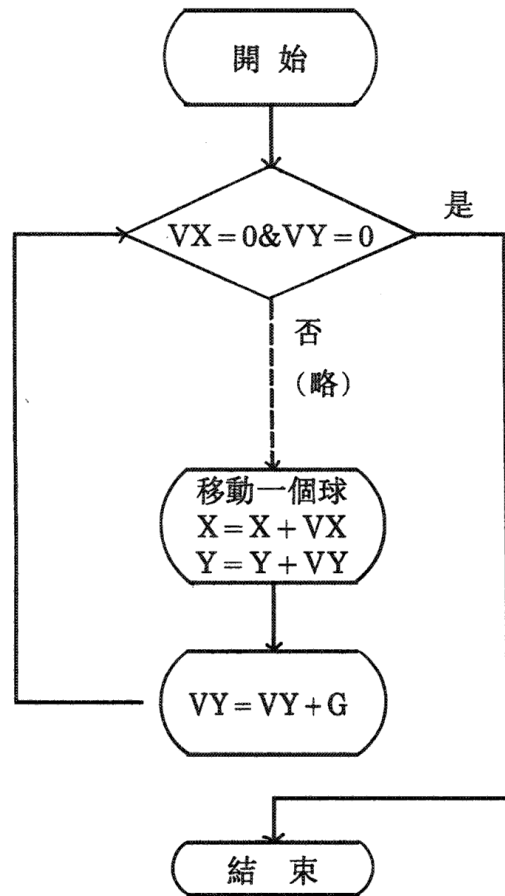 開始
VX=0&VY=0
是
否
(略)
移動一個球
X=X+VX
Y=Y+VY
VY=VY+G
結束